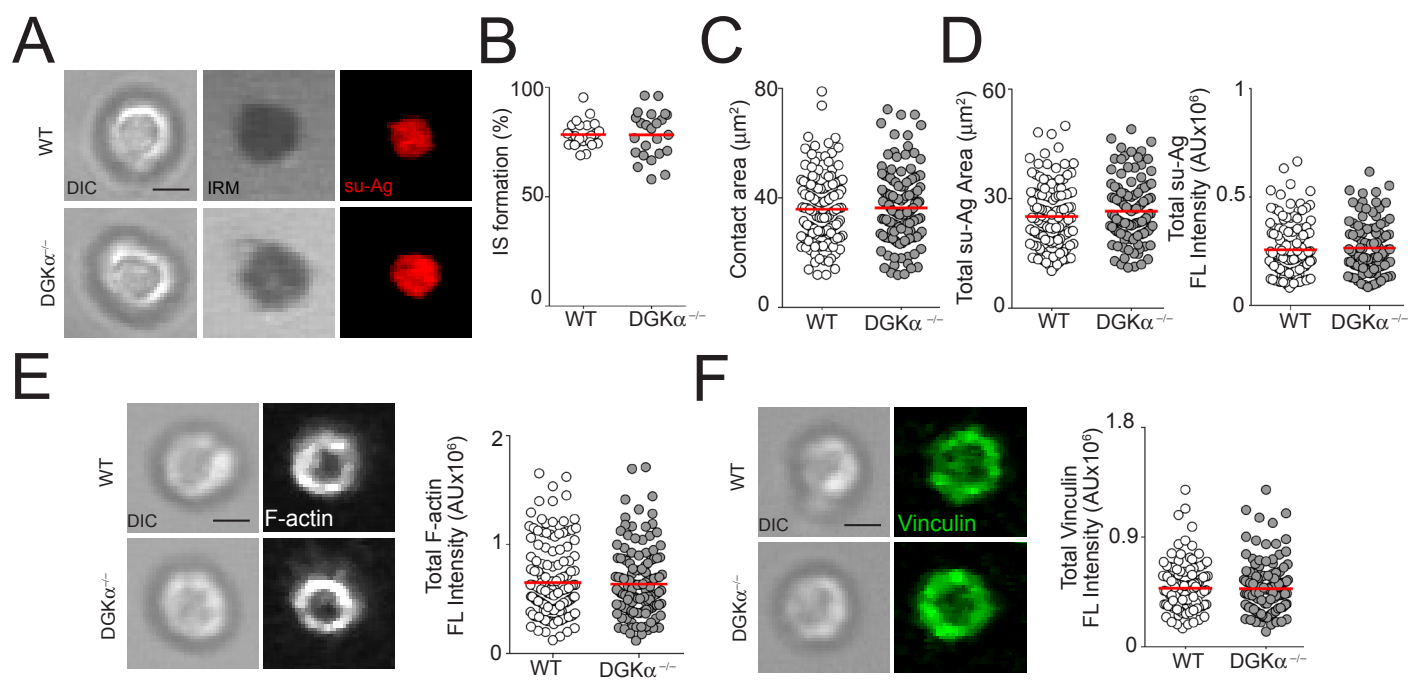 A
WT
DIC
IRM
su-Ag
DGKα⁻/⁻
B
IS formation (%)
100
50
0
WT
DGKα⁻/⁻
C
Contact area (μm²)
80
40
0
WT
DGKα⁻/⁻
D
Total su-Ag Area (μm²)
60
30
0
WT
DGKα⁻/⁻
Total su-Ag
FL Intensity (AUx10⁶)
1
0.5
0
WT
DGKα⁻/⁻
E
WT
DIC
F-actin
DGKα⁻/⁻
Total F-actin
FL Intensity (AUx10⁶)
2
1
0
WT
DGKα⁻/⁻
F
WT
DIC
Vinculin
DGKα⁻/⁻
Total Vinculin
FL Intensity (AUx10⁶)
1.8
0.9
0
WT
DGKα⁻/⁻